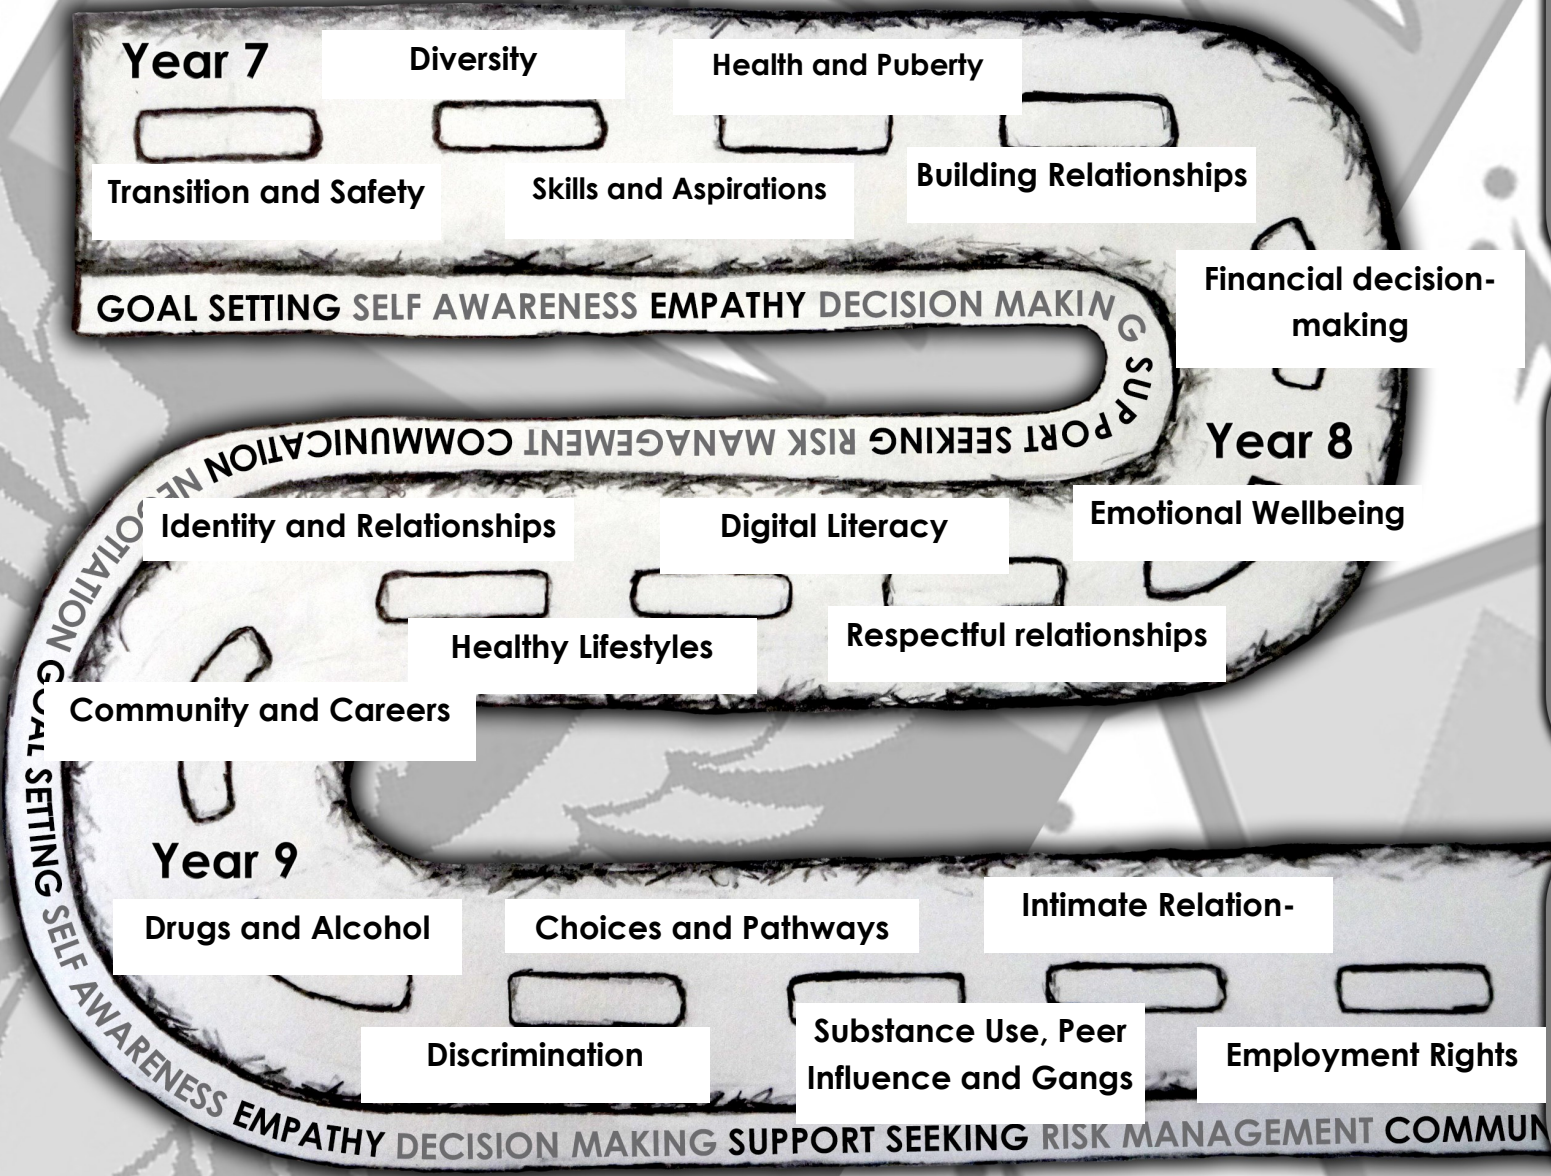 Year 7
Diversity
Health and Puberty
Transition and Safety
Skills and Aspirations
Building Relationships
Financial decision-
making
GOAL SETTING SELF AWARENESS EMPATHY DECISION MAKING SUPPORT SEEKING RISK MANAGEMENT COMMUNICATION NEGOTIATION GOAL SETTING SELF AWARENESS EMPATHY DECISION MAKING SUPPORT SEEKING RISK MANAGEMENT COMMUN
Year 8
Emotional Wellbeing
Digital Literacy
Identity and Relationships
Respectful relationships
Healthy Lifestyles
Community and Careers
Year 9
Drugs and Alcohol
Choices and Pathways
Intimate Relation-
Discrimination
Substance Use, Peer
Influence and Gangs
Employment Rights